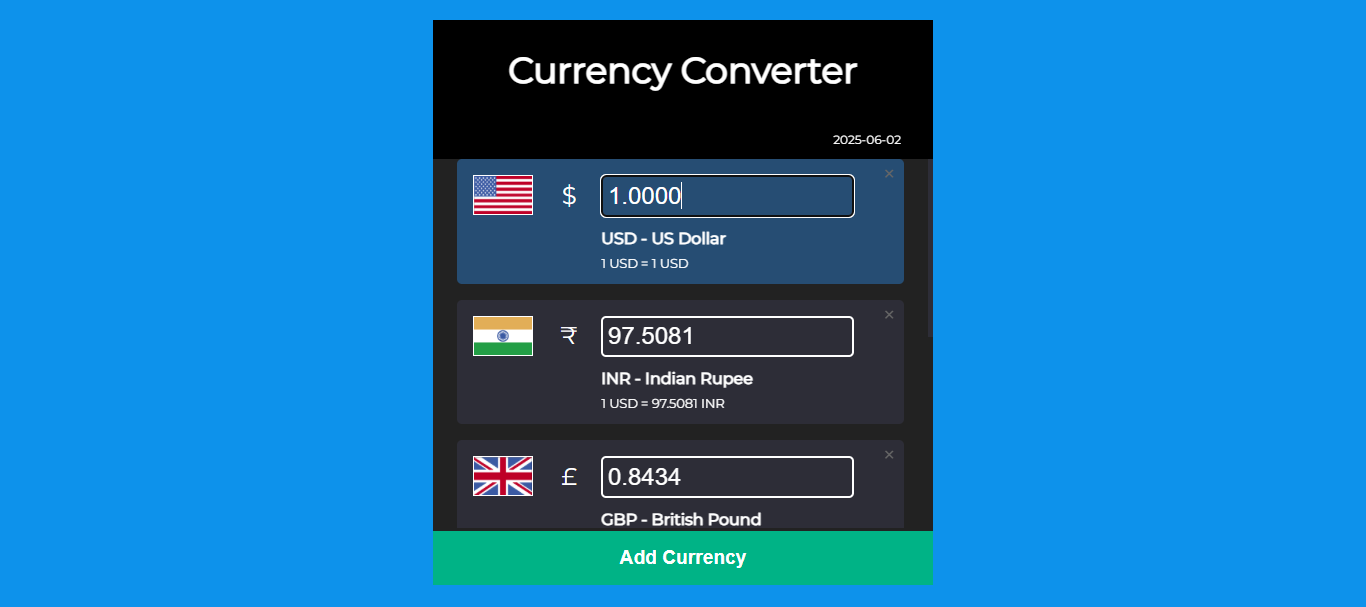 Currency Converter
2025-06-02
×
$ 1.0000
USD - US Dollar
1 USD = 1 USD
×
₹ 97.5081
INR - Indian Rupee
1 USD = 97.5081 INR
×
£ 0.8434
GBP - British Pound
Add Currency